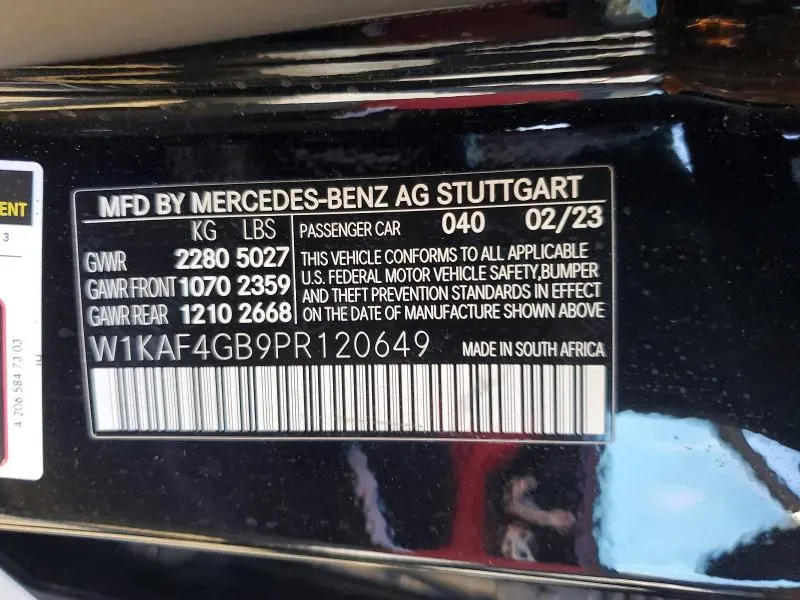 MFD BY MERCEDES-BENZ AG STUTTGART
KG LBS
GVWR 2280 5027
GAWR FRONT 1070 2359
GAWR REAR 1210 2668
PASSENGER CAR 040 02/23
THIS VEHICLE CONFORMS TO ALL APPLICABLE
U.S. FEDERAL MOTOR VEHICLE SAFETY,BUMPER
AND THEFT PREVENTION STANDARDS IN EFFECT
ON THE DATE OF MANUFACTURE SHOWN ABOVE
W1KAF4GB9PR120649 MADE IN SOUTH AFRICA
ENT
3
A 206 584 73 03